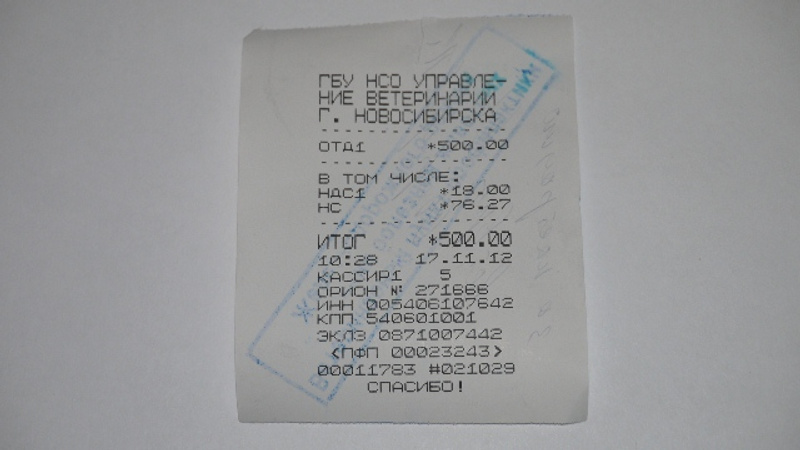 ГБУ НСО УПРАВЛЕ-
НИЕ ВЕТЕРИНАРИИ
Г. НОВОСИБИРСКА
ОТД1 *500.00
В ТОМ ЧИСЛЕ:
НДС1 *18.00
НС *76.27
ИТОГ *500.00
10:28 17.11.12
КАССИР1 5
ОРИОН № 271666
ИНН 005406107642
КПП 540601001
ЭКЛЗ 0871007442
<ПФП 00023243>
00011783 #021029
СПАСИБО!